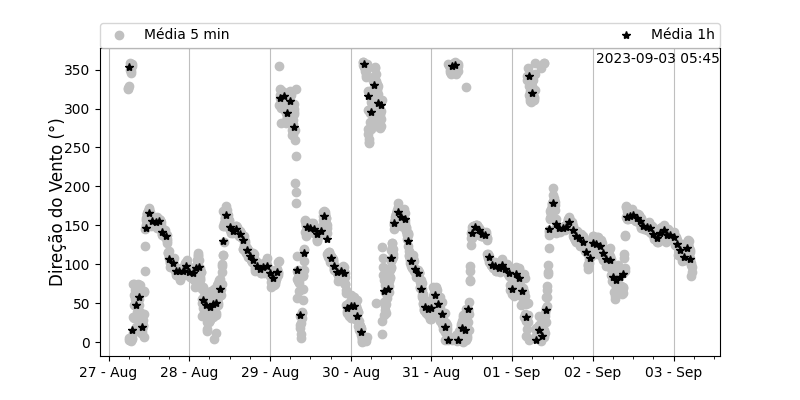 Média 5 min
Média 1h
2023-09-03 05:45
Direção do Vento (°)
350
300
250
200
150
100
50
0
27 - Aug
28 - Aug
29 - Aug
30 - Aug
31 - Aug
01 - Sep
02 - Sep
03 - Sep